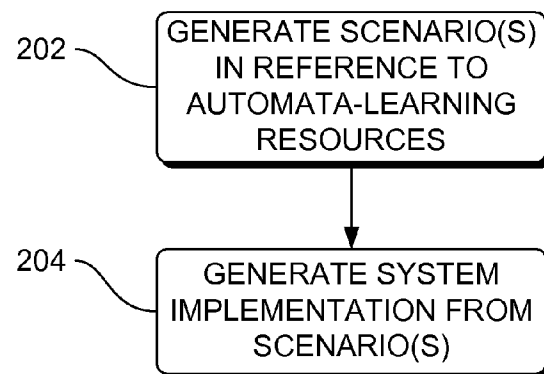 202
GENERATE SCENARIO(S)
IN REFERENCE TO
AUTOMATA-LEARNING
RESOURCES
204
GENERATE SYSTEM
IMPLEMENTATION FROM
SCENARIO(S)